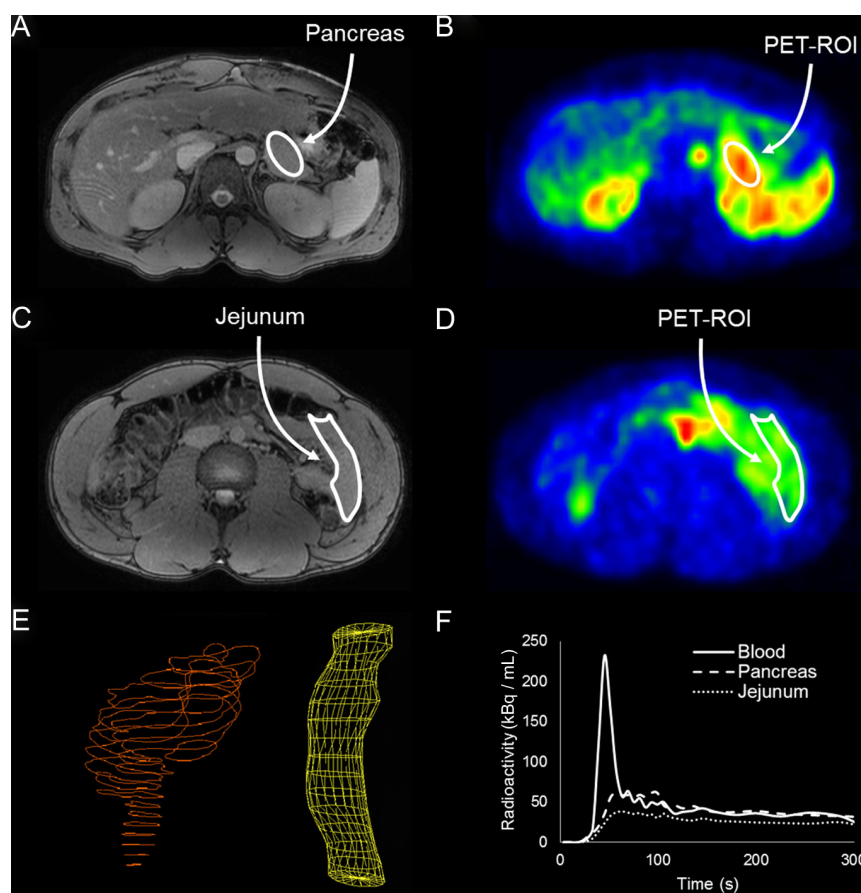 A
Pancreas
B
PET-ROI
C
Jejunum
D
PET-ROI
E
F
Radioactivity (kBq / mL)
250
200
150
100
50
0
Blood
Pancreas
Jejunum
0
100
200
300
Time (s)